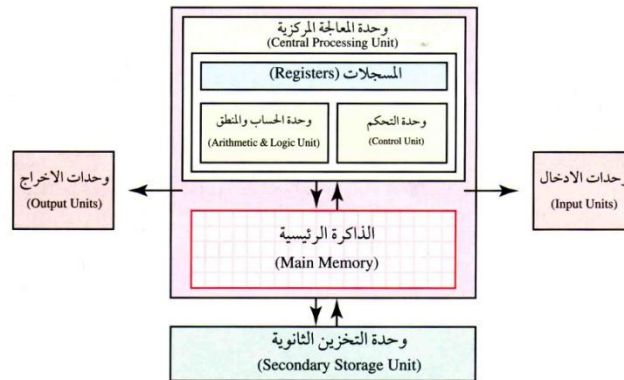 وحدة المعالجة المركزية
(Central Processing Unit)
المسجلات (Registers)
وحدة التحكم
(Control Unit)
وحدة الحساب والمنطق
(Arithmetic & Logic Unit)
وحدات الادخال
(Input Units)
وحدات الاخراج
(Output Units)
الذاكرة الرئيسية
(Main Memory)
وحدة التخزين الثانوية
(Secondary Storage Unit)